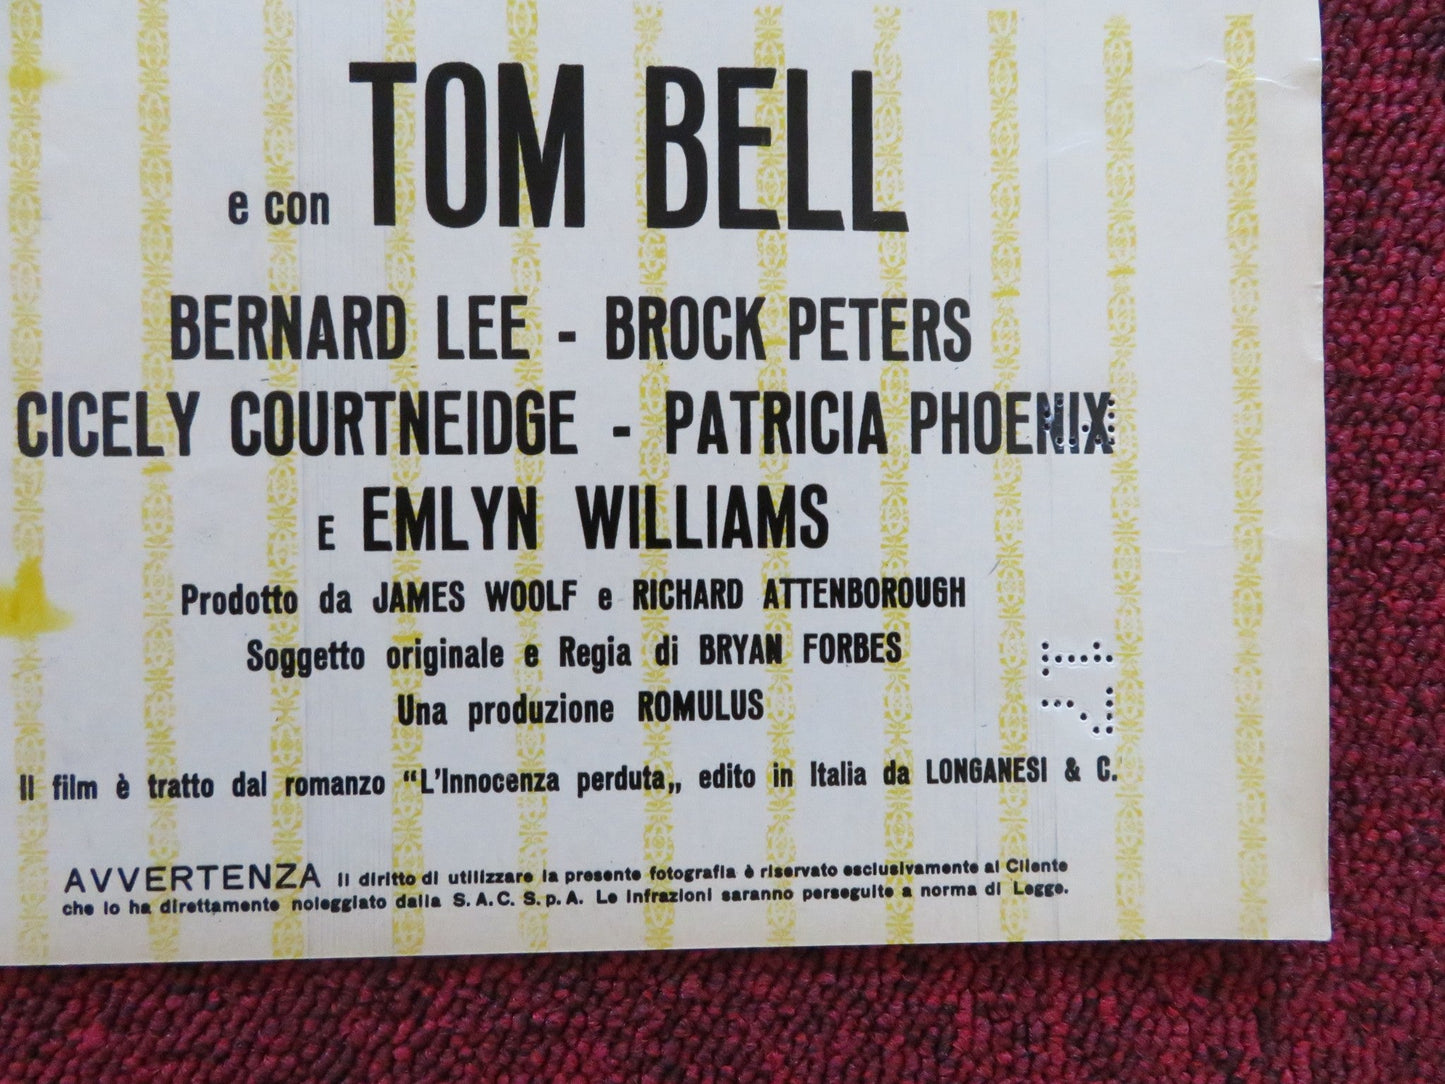 e con TOM BELL
BERNARD LEE - BROCK PETERS
CICELY COURTNEIDGE - PATRICIA PHOENIX
E EMLYN WILLIAMS
Prodotto da JAMES WOOLF e RICHARD ATTENBOROUGH
Soggetto originale e Regia di BRYAN FORBES
Una produzione ROMULUS
Il film è tratto dal romanzo “L'Innocenza perduta„ edito in Italia da LONGANESI & C.
AVVERTENZA Il diritto di utilizzare la presente fotografia è riservato esclusivamente al Cliente
che lo ha direttamente noleggiato dalla S.A.C. S.p.A. Le infrazioni saranno perseguite a norma di Legge.